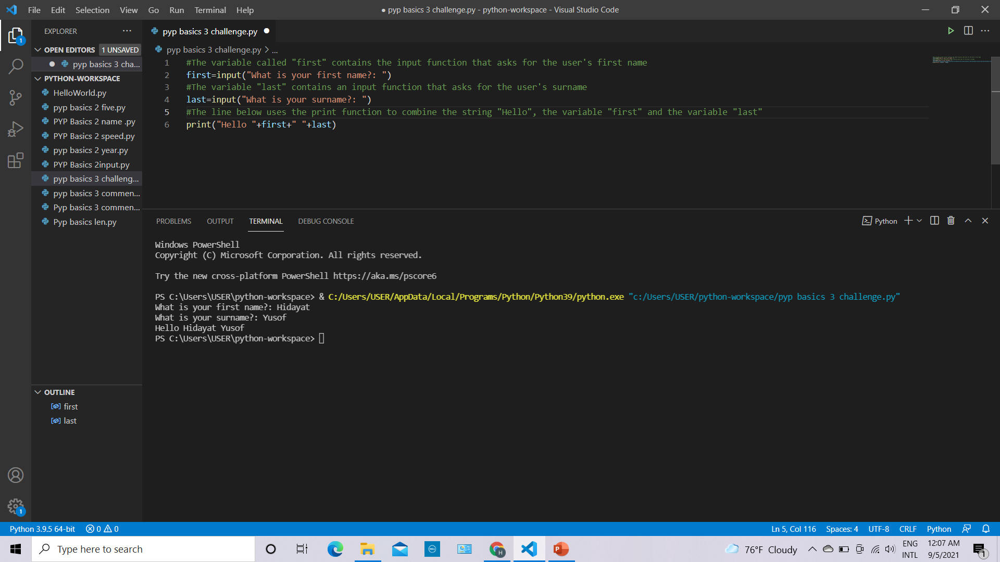 File Edit Selection View Go Run Terminal Help
● pyp basics 3 challenge.py - python-workspace - Visual Studio Code
EXPLORER
OPEN EDITORS 1 UNSAVED
pyp basics 3 cha...
PYTHON-WORKSPACE
HelloWorld.py
pyp basics 2 five.py
PYP Basics 2 name .py
PYP Basics 2 speed.py
pyp basics 2 year.py
PYP Basics 2input.py
pyp basics 3 challeng...
pyp basics 3 commen...
Pyp basics 3 commen...
Pyp basics len.py
OUTLINE
first
last
pyp basics 3 challenge.py
pyp basics 3 challenge.py > ...
1 #The variable called "first" contains the input function that asks for the user's first name
2 first=input("What is your first name?: ")
3 #The variable "last" contains an input function that asks for the user's surname
4 last=input("What is your surname?: ")
5 #The line below uses the print function to combine the string "Hello", the variable "first" and the variable "last"
6 print("Hello "+first+" "+last)
PROBLEMS OUTPUT TERMINAL DEBUG CONSOLE
Python
Windows PowerShell
Copyright (C) Microsoft Corporation. All rights reserved.
Try the new cross-platform PowerShell https://aka.ms/pscore6
PS C:\Users\USER\python-workspace> & C:/Users/USER/AppData/Local/Programs/Python/Python39/python.exe "c:/Users/USER/python-workspace/pyp basics 3 challenge.py"
What is your first name?: Hidayat
What is your surname?: Yusof
Hello Hidayat Yusof
PS C:\Users\USER\python-workspace>
1
1
Python 3.9.5 64-bit 0 0
Ln 5, Col 116 Spaces: 4 UTF-8 CRLF Python
Type here to search
DELL
H
P
76°F Cloudy
ENG
INTL
12:07 AM
9/5/2021
1